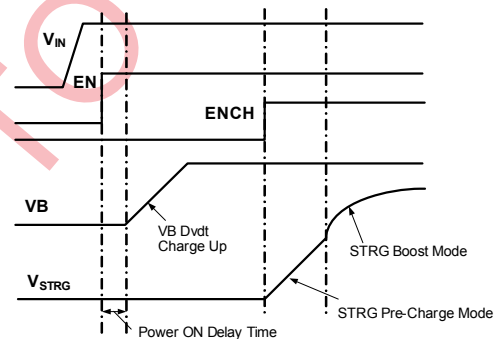 VIN
EN
ENCH
VB
VB Dvdt
Charge Up
STRG Boost Mode
VSTRG
STRG Pre-Charge Mode
Power ON Delay Time